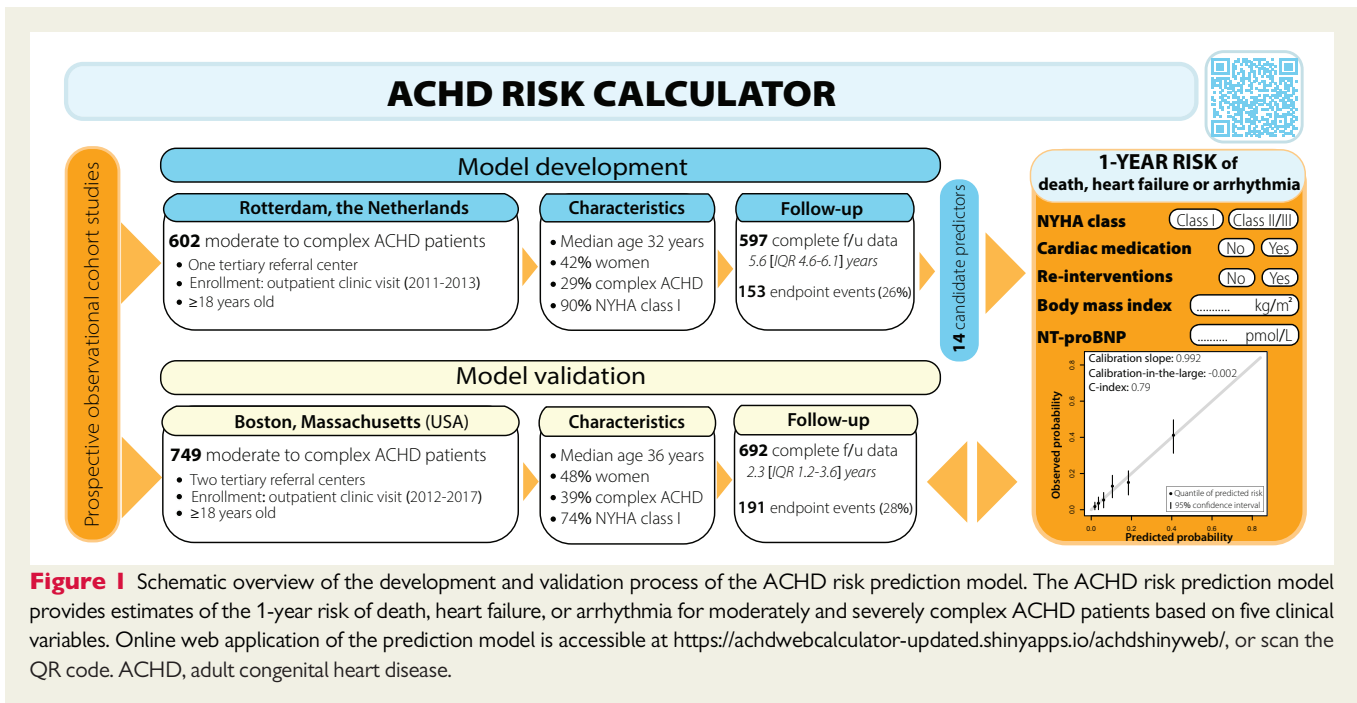 ACHD RISK CALCULATOR
Prospective observational cohort studies
Model development
Rotterdam, the Netherlands
602 moderate to complex ACHD patients
• One tertiary referral center
• Enrollment: outpatient clinic visit (2011-2013)
• ≥18 years old
Characteristics
• Median age 32 years
• 42% women
• 29% complex ACHD
• 90% NYHA class I
Follow-up
597 complete f/u data
5.6 [IQR 4.6-6.1] years
153 endpoint events (26%)
14 candidate predictors
Model validation
Boston, Massachusetts (USA)
749 moderate to complex ACHD patients
• Two tertiary referral centers
• Enrollment: outpatient clinic visit (2012-2017)
• ≥18 years old
Characteristics
• Median age 36 years
• 48% women
• 39% complex ACHD
• 74% NYHA class I
Follow-up
692 complete f/u data
2.3 [IQR 1.2-3.6] years
191 endpoint events (28%)
1-YEAR RISK of
death, heart failure or arrhythmia
NYHA class Class I Class II/III
Cardiac medication No Yes
Re-interventions No Yes
Body mass index ........... kg/m²
NT-proBNP .......... pmol/L
Calibration slope: 0.992
Calibration-in-the-large: -0.002
C-index: 0.79
Observed probability
0.8
0.6
0.4
0.2
0.0
• Quantile of predicted risk
I 95% confidence interval
0.0 0.2 0.4 0.6 0.8
Predicted probability
Figure 1 Schematic overview of the development and validation process of the ACHD risk prediction model. The ACHD risk prediction model
provides estimates of the 1-year risk of death, heart failure, or arrhythmia for moderately and severely complex ACHD patients based on five clinical
variables. Online web application of the prediction model is accessible at https://achdwebcalculator-updated.shinyapps.io/achdshinyweb/, or scan the
QR code. ACHD, adult congenital heart disease.